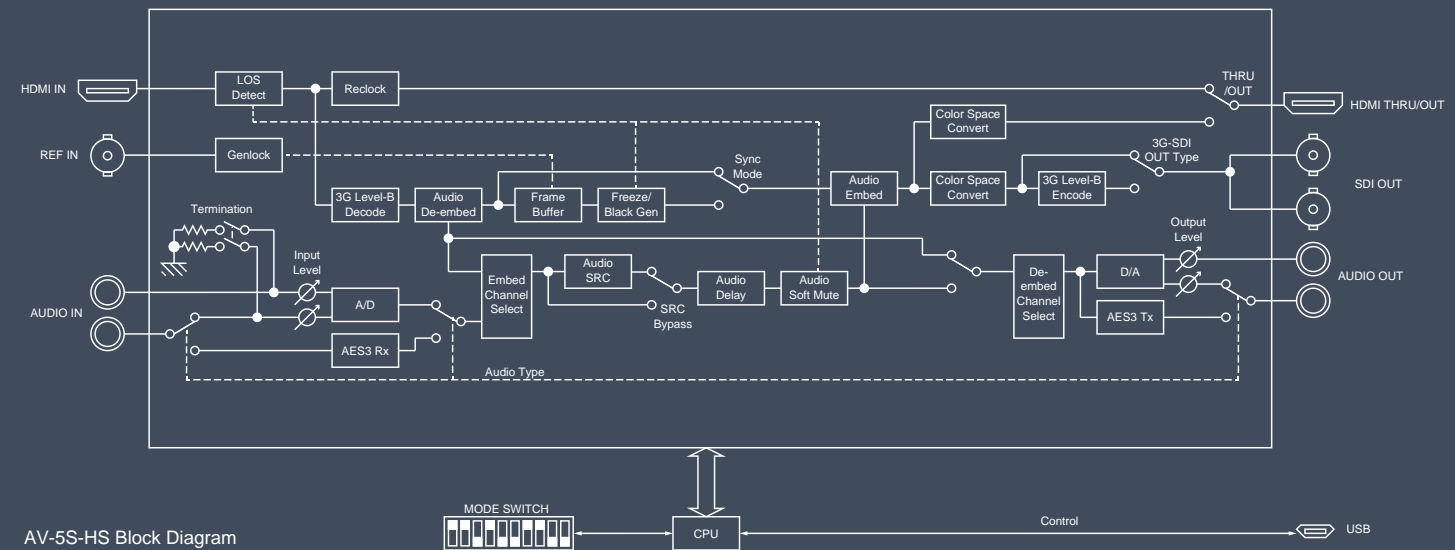 HDMI IN
LOS
Detect
Reclock
THRU
/OUT
HDMI THRU/OUT
Color Space
Convert
REF IN
Genlock
Sync
Mode
3G-SDI
OUT Type
SDI OUT
3G Level-B
Decode
Audio
De-embed
Frame
Buffer
Freeze/
Black Gen
Audio
Embed
Color Space
Convert
3G Level-B
Encode
Termination
Input
Level
Output
Level
Embed
Channel
Select
Audio
SRC
SRC
Bypass
Audio
Delay
Audio
Soft Mute
De-
embed
Channel
Select
D/A
AES3 Tx
AUDIO OUT
AUDIO IN
A/D
AES3 Rx
Audio Type
MODE SWITCH
CPU
Control
USB
AV-5S-HS Block Diagram